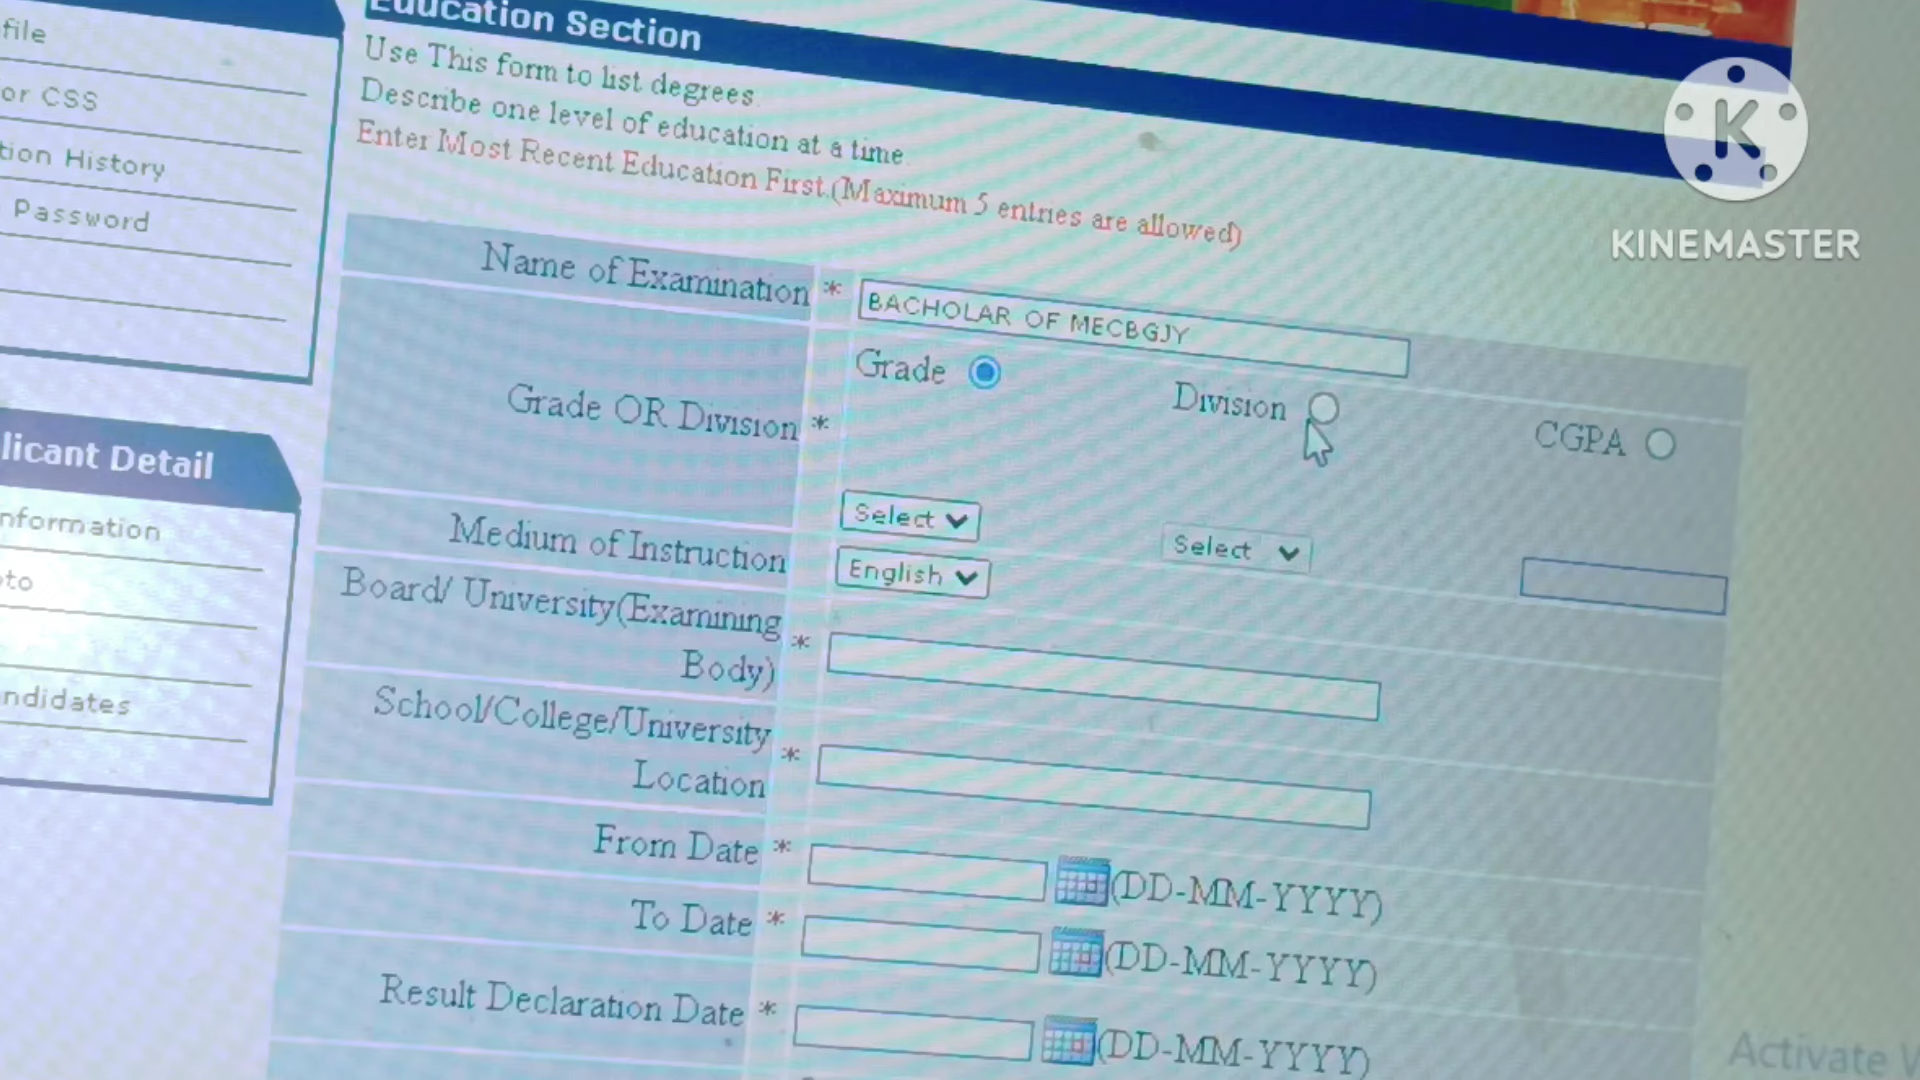 file
or CSS
tion History
Password
licant Detail
nformation
to
ndidates
Education Section
Use This form to list degrees.
Describe one level of education at a time.
Enter Most Recent Education First.(Maximum 5 entries are allowed)
Name of Examination *
BACHOLAR OF MECBGJY
Grade OR Division *
Grade
Division
CGPA
Select
Select
Medium of Instruction
English
Board/ University(Examining
Body) *
School/College/University
Location *
From Date *
(DD-MM-YYYY)
To Date *
(DD-MM-YYYY)
Result Declaration Date *
(DD-MM-YYYY)
K
KINEMASTER
Activate